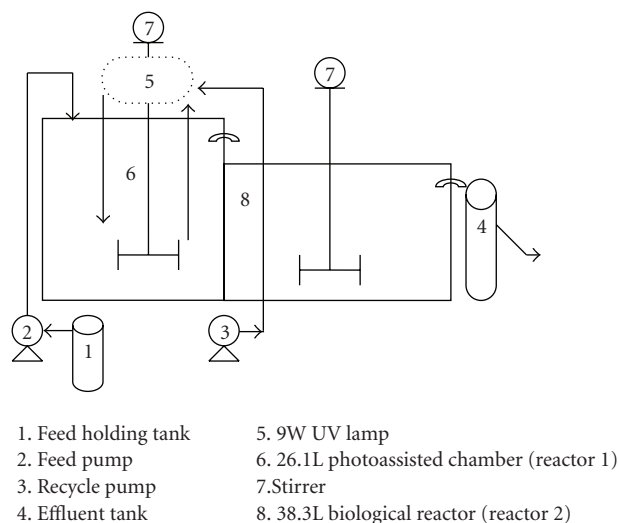 7
5
7
6
8
4
2
1
3
1. Feed holding tank
2. Feed pump
3. Recycle pump
4. Effluent tank
5. 9W UV lamp
6. 26.1L photoassisted chamber (reactor 1)
7.Stirrer
8. 38.3L biological reactor (reactor 2)